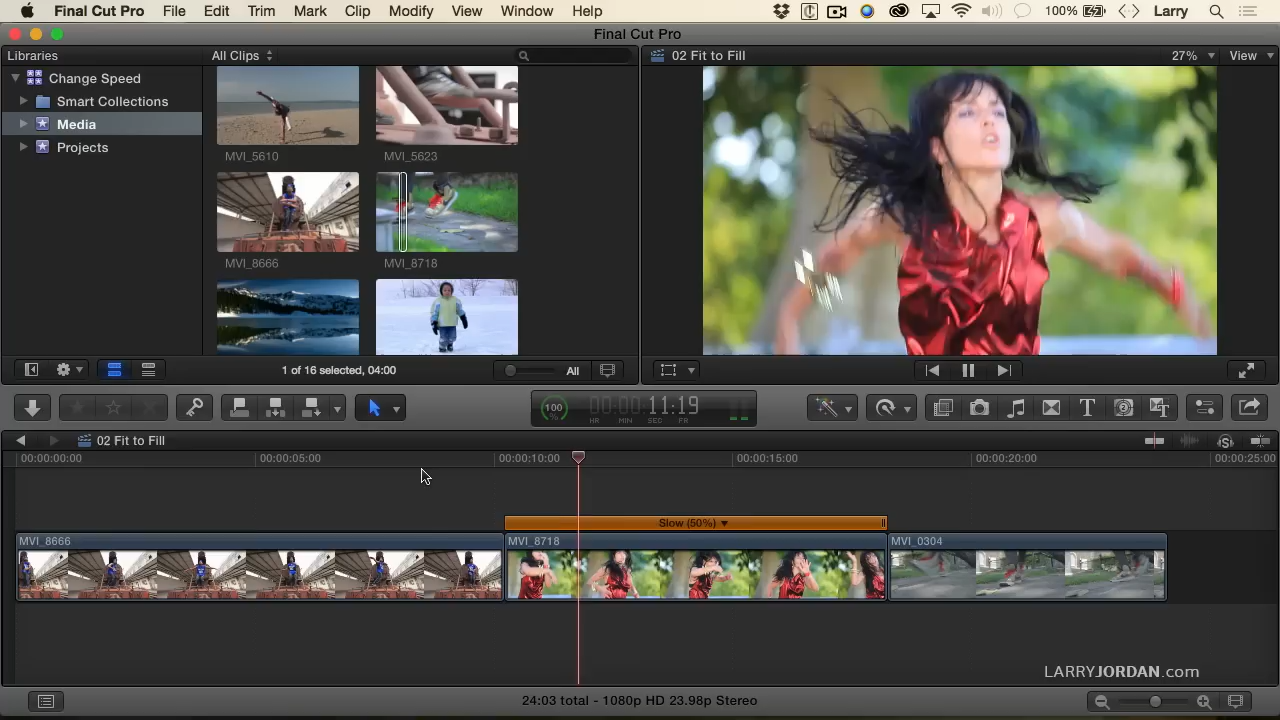 Final Cut Pro File Edit Trim Mark Clip Modify View Window Help 100% Larry
Final Cut Pro
Libraries All Clips 02 Fit to Fill 27% View
Change Speed
Smart Collections
Media
Projects
MVI_5610 MVI_5623
MVI_8666 MVI_8718
1 of 16 selected, 04:00 All
100 00:00:11:19
HR MIN SEC FR
02 Fit to Fill
00:00:00:00 00:00:05:00 00:00:10:00 00:00:15:00 00:00:20:00 00:00:25:00
Slow (50%)
MVI_8666 MVI_8718 MVI_0304
LARRYJORDAN.com
24:03 total - 1080p HD 23.98p Stereo